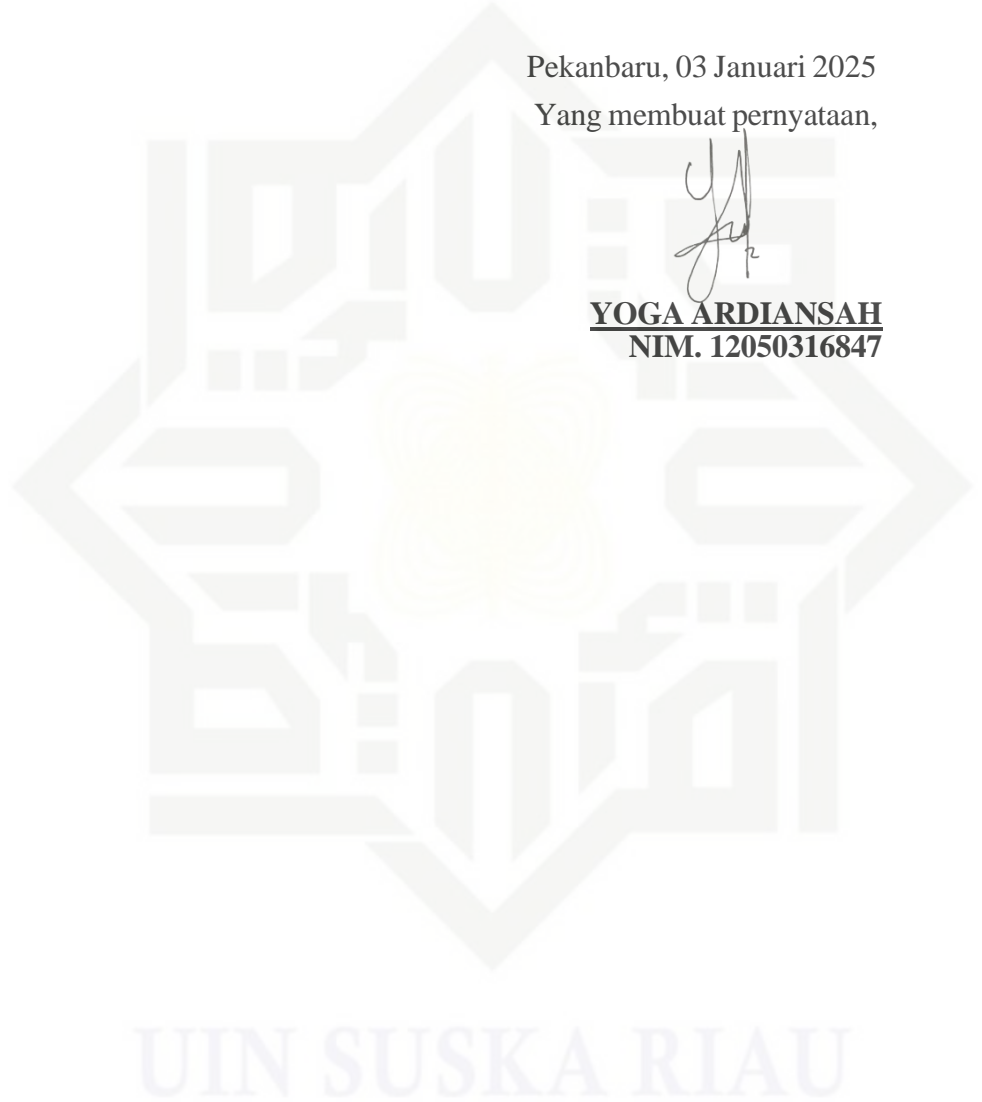 Pekanbaru, 03 Januari 2025
Yang membuat pernyataan,
YOGA ARDIANSAH
NIM. 12050316847
UIN SUSKA RIAU